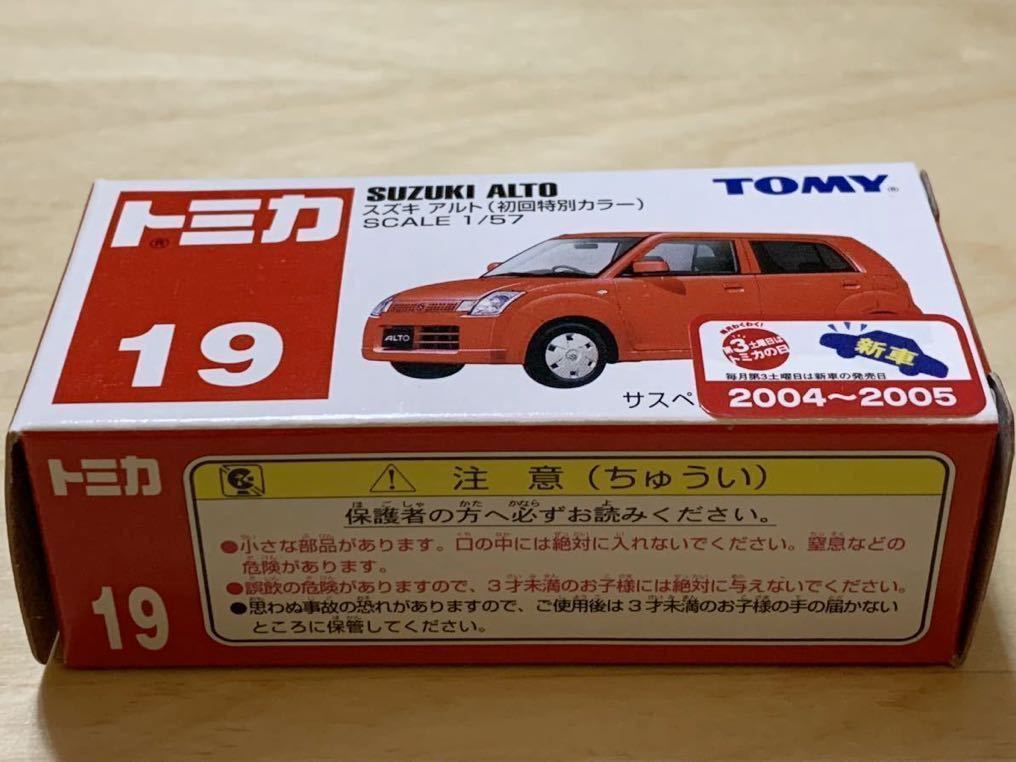 トミカ
®
19
SUZUKI ALTO
スズキ アルト(初回特別カラー)
SCALE 1/57
TOMY®
ALTO
毎月わくわく!
第3土曜日は
トミカの日
新車
毎月第3土曜日は新車の発売日
2004〜2005
サスペ
トミカ
19
注 意(ちゅうい)
保護者の方へ必ずお読みください。
●小さな部品があります。口の中には絶対に入れないでください。窒息などの
危険があります。
●誤飲の危険がありますので、3才未満のお子様には絶対に与えないでください。
●思わぬ事故の恐れがありますので、ご使用後は3才未満のお子様の手の届かない
ところに保管してください。